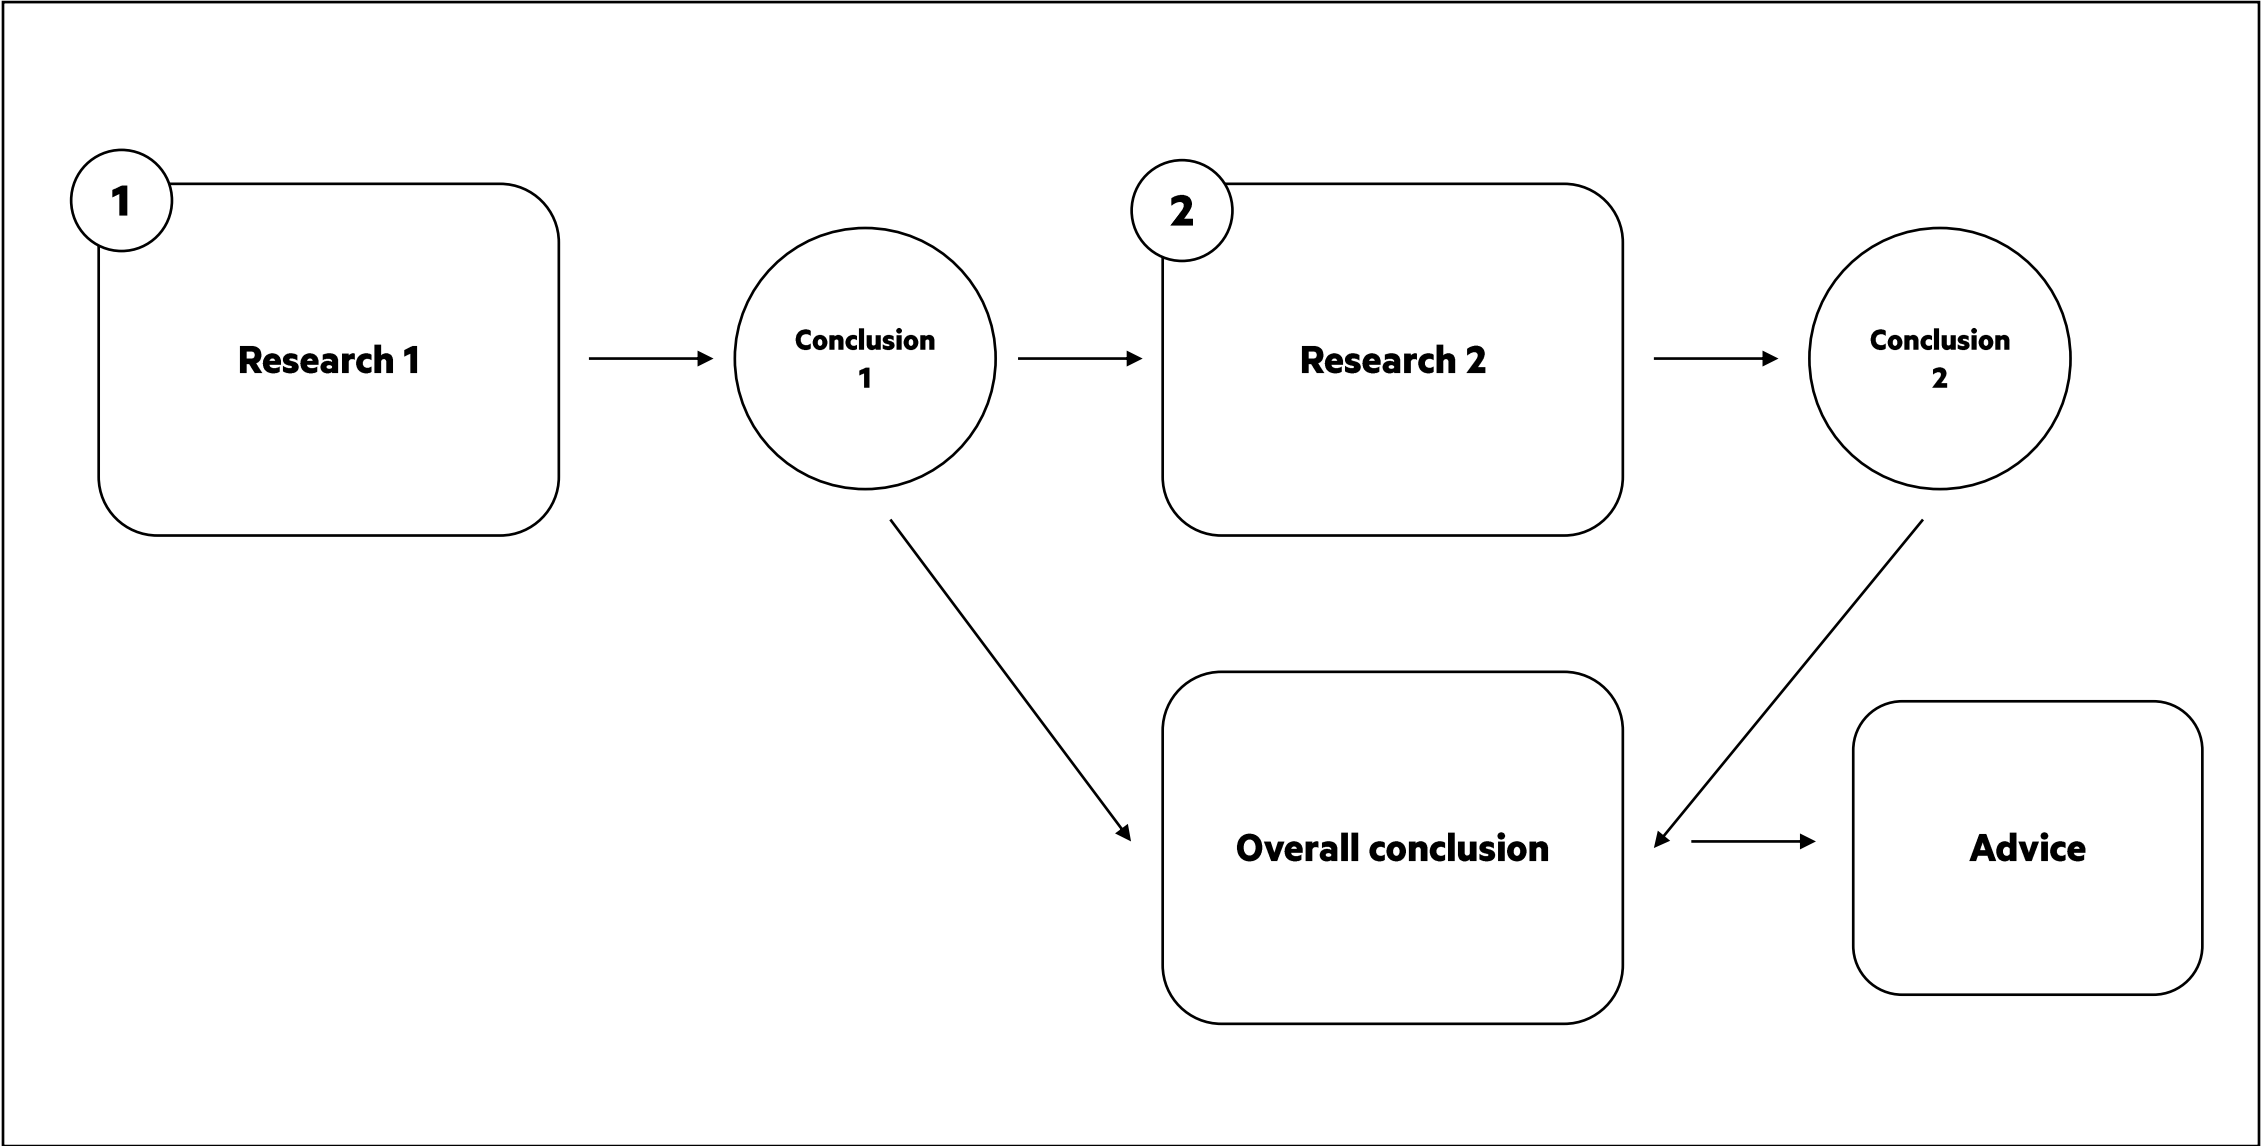 1
Research 1
Conclusion
1
2
Research 2
Conclusion
2
Overall conclusion
Advice